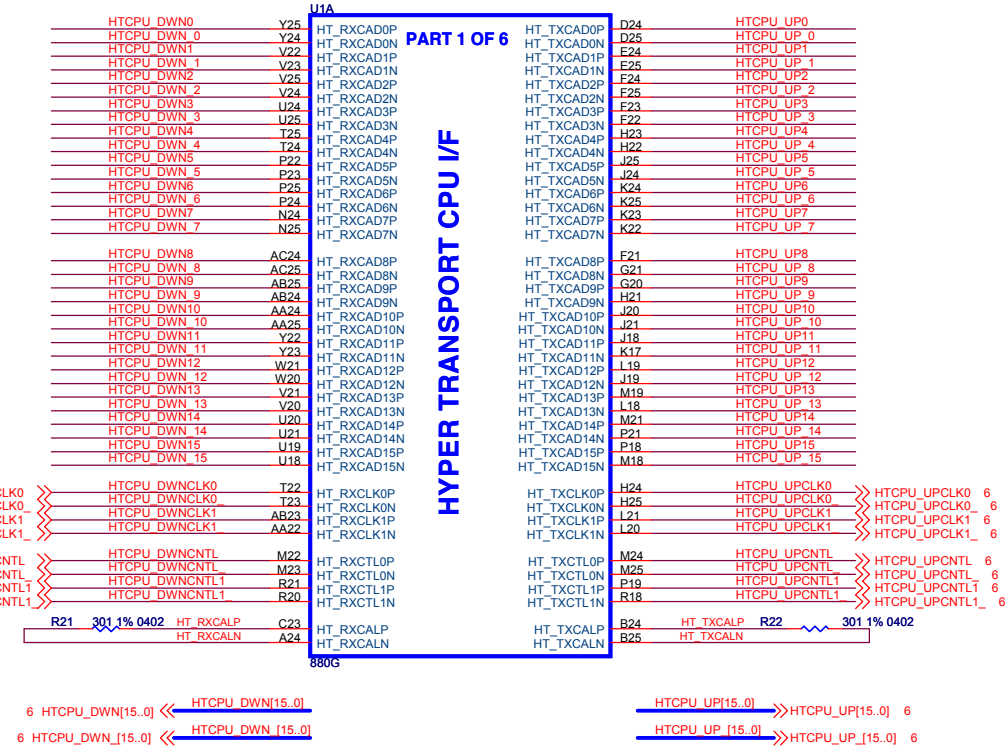 U1A
PART 1 OF 6
HYPER TRANSPORT CPU I/F
HTCPU_DWN0 Y25 HT_RXCAD0P HT_TXCAD0P D24 HTCPU_UP0
HTCPU_DWN_0 Y24 HT_RXCAD0N HT_TXCAD0N D25 HTCPU_UP_0
HTCPU_DWN1 V22 HT_RXCAD1P HT_TXCAD1P E24 HTCPU_UP1
HTCPU_DWN_1 V23 HT_RXCAD1N HT_TXCAD1N E25 HTCPU_UP_1
HTCPU_DWN2 V25 HT_RXCAD2P HT_TXCAD2P F24 HTCPU_UP2
HTCPU_DWN_2 V24 HT_RXCAD2N HT_TXCAD2N F25 HTCPU_UP_2
HTCPU_DWN3 U24 HT_RXCAD3P HT_TXCAD3P F23 HTCPU_UP3
HTCPU_DWN_3 U25 HT_RXCAD3N HT_TXCAD3N F22 HTCPU_UP_3
HTCPU_DWN4 T25 HT_RXCAD4P HT_TXCAD4P H23 HTCPU_UP4
HTCPU_DWN_4 T24 HT_RXCAD4N HT_TXCAD4N H22 HTCPU_UP_4
HTCPU_DWN5 P22 HT_RXCAD5P HT_TXCAD5P J25 HTCPU_UP5
HTCPU_DWN_5 P23 HT_RXCAD5N HT_TXCAD5N J24 HTCPU_UP_5
HTCPU_DWN6 P25 HT_RXCAD6P HT_TXCAD6P K24 HTCPU_UP6
HTCPU_DWN_6 P24 HT_RXCAD6N HT_TXCAD6N K25 HTCPU_UP_6
HTCPU_DWN7 N24 HT_RXCAD7P HT_TXCAD7P K23 HTCPU_UP7
HTCPU_DWN_7 N25 HT_RXCAD7N HT_TXCAD7N K22 HTCPU_UP_7
HTCPU_DWN8 AC24 HT_RXCAD8P HT_TXCAD8P F21 HTCPU_UP8
HTCPU_DWN_8 AC25 HT_RXCAD8N HT_TXCAD8N G21 HTCPU_UP_8
HTCPU_DWN9 AB25 HT_RXCAD9P HT_TXCAD9P G20 HTCPU_UP9
HTCPU_DWN_9 AB24 HT_RXCAD9N HT_TXCAD9N H21 HTCPU_UP_9
HTCPU_DWN10 AA24 HT_RXCAD10P HT_TXCAD10P J20 HTCPU_UP10
HTCPU_DWN_10 AA25 HT_RXCAD10N HT_TXCAD10N J21 HTCPU_UP_10
HTCPU_DWN11 Y22 HT_RXCAD11P HT_TXCAD11P J18 HTCPU_UP11
HTCPU_DWN_11 Y23 HT_RXCAD11N HT_TXCAD11N K17 HTCPU_UP_11
HTCPU_DWN12 W21 HT_RXCAD12P HT_TXCAD12P L19 HTCPU_UP12
HTCPU_DWN_12 W20 HT_RXCAD12N HT_TXCAD12N J19 HTCPU_UP_12
HTCPU_DWN13 V21 HT_RXCAD13P HT_TXCAD13P M19 HTCPU_UP13
HTCPU_DWN_13 V20 HT_RXCAD13N HT_TXCAD13N L18 HTCPU_UP_13
HTCPU_DWN14 U20 HT_RXCAD14P HT_TXCAD14P M21 HTCPU_UP14
HTCPU_DWN_14 U21 HT_RXCAD14N HT_TXCAD14N P21 HTCPU_UP_14
HTCPU_DWN15 U19 HT_RXCAD15P HT_TXCAD15P P18 HTCPU_UP15
HTCPU_DWN_15 U18 HT_RXCAD15N HT_TXCAD15N M18 HTCPU_UP_15
CLK0 HTCPU_DWNCLK0 T22 HT_RXCLK0P HT_TXCLK0P H24 HTCPU_UPCLK0 HTCPU_UPCLK0 6
CLK0_ HTCPU_DWNCLK0_ T23 HT_RXCLK0N HT_TXCLK0N H25 HTCPU_UPCLK0_ HTCPU_UPCLK0_ 6
CLK1 HTCPU_DWNCLK1 AB23 HT_RXCLK1P HT_TXCLK1P L21 HTCPU_UPCLK1 HTCPU_UPCLK1 6
CLK1_ HTCPU_DWNCLK1_ AA22 HT_RXCLK1N HT_TXCLK1N L20 HTCPU_UPCLK1_ HTCPU_UPCLK1_ 6
CNTL HTCPU_DWNCNTL M22 HT_RXCTL0P HT_TXCTL0P M24 HTCPU_UPCNTL HTCPU_UPCNTL 6
CNTL_ HTCPU_DWNCNTL_ M23 HT_RXCTL0N HT_TXCTL0N M25 HTCPU_UPCNTL_ HTCPU_UPCNTL_ 6
CNTL1 HTCPU_DWNCNTL1 R21 HT_RXCTL1P HT_TXCTL1P P19 HTCPU_UPCNTL1 HTCPU_UPCNTL1 6
CNTL1_ HTCPU_DWNCNTL1_ R20 HT_RXCTL1N HT_TXCTL1N R18 HTCPU_UPCNTL1_ HTCPU_UPCNTL1_ 6
R21 301 1% 0402 HT_RXCALP C23 HT_RXCALP HT_TXCALP B24 HT_TXCALP R22 301 1% 0402
HT_RXCALN A24 HT_RXCALN HT_TXCALN B25 HT_TXCALN
880G
6 HTCPU_DWN[15..0] HTCPU_DWN[15..0] HTCPU_UP[15..0] HTCPU_UP[15..0] 6
6 HTCPU_DWN_[15..0] HTCPU_DWN_[15..0] HTCPU_UP_[15..0] HTCPU_UP_[15..0] 6